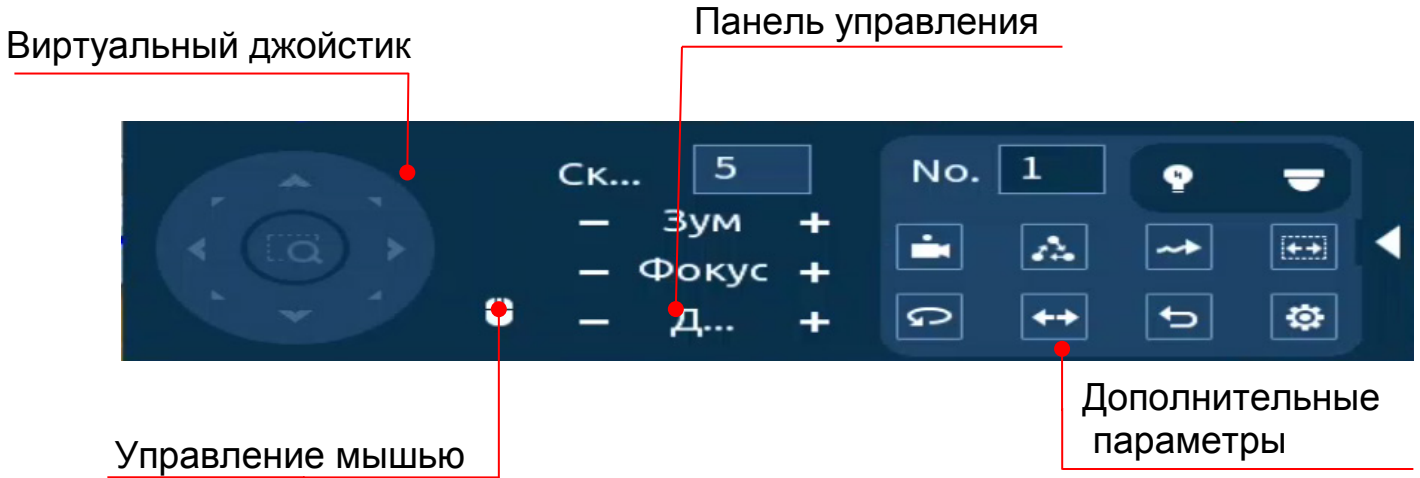 Панель управления
Виртуальный джойстик
Ск... 5
No. 1
− Зум +
− Фокус +
− Д... +
Дополнительные
параметры
Управление мышью